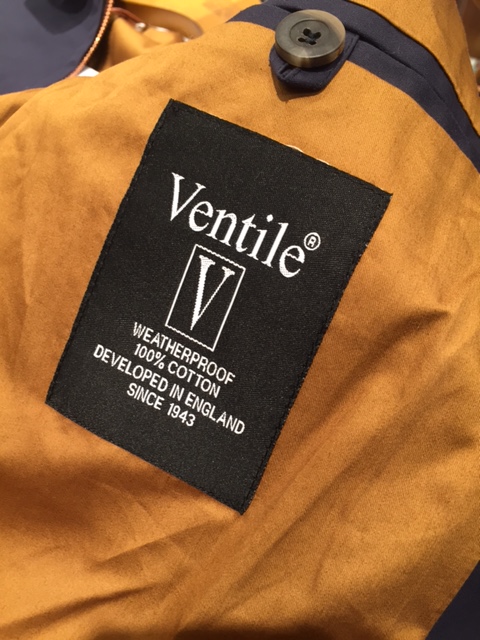 Ventile®
V
WEATHERPROOF
100% COTTON
DEVELOPED IN ENGLAND
SINCE 1943